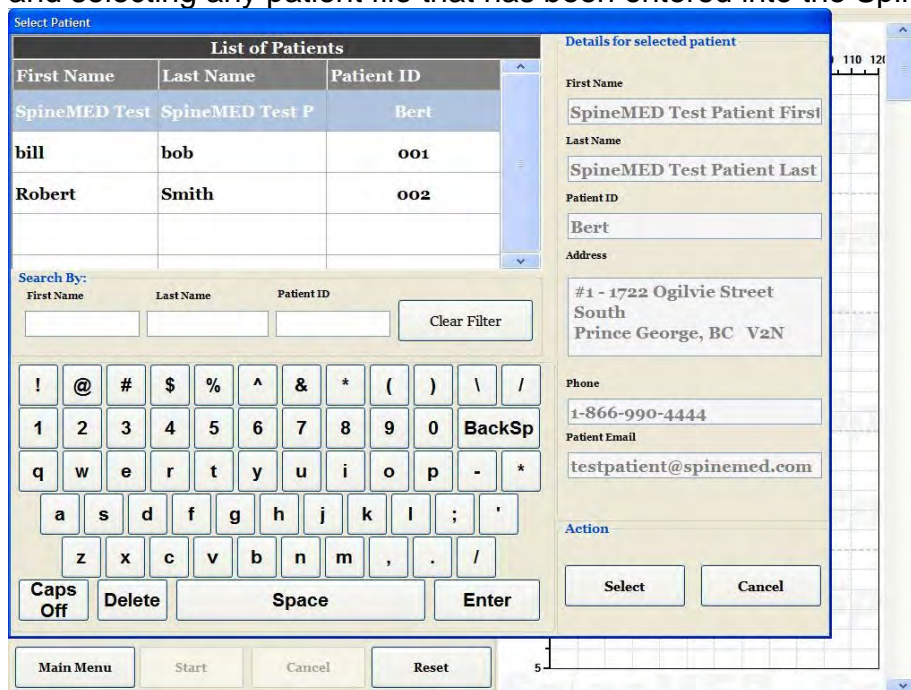 and selecting any patient file that has been entered into the Spin
Select Patient
List of Patients
First Name Last Name Patient ID
SpineMED Test SpineMED Test P Bert
bill bob 001
Robert Smith 002
Search By:
First Name Last Name Patient ID
Clear Filter
! @ # $ % ^ & * ( ) \ /
1 2 3 4 5 6 7 8 9 0 BackSp
q w e r t y u i o p - *
a s d f g h j k l ; '
z x c v b n m , . /
Caps Off Delete Space Enter
Details for selected patient
First Name
SpineMED Test Patient First
Last Name
SpineMED Test Patient Last
Patient ID
Bert
Address
#1 - 1722 Ogilvie Street
South
Prince George, BC V2N
Phone
1-866-990-4444
Patient Email
testpatient@spinemed.com
Action
Select Cancel
110 120
Main Menu Start Cancel Reset
5